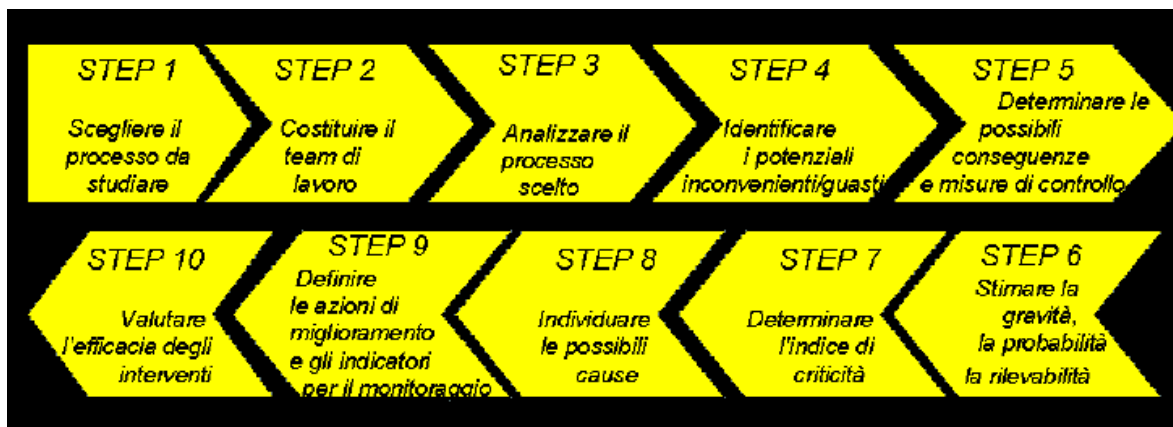 STEP 1
Scegliere il
processo da
studiare
STEP 2
Costituire il
team di
lavoro
STEP 3
Analizzare il
processo
scelto
STEP 4
Identificare
i potenziali
inconvenienti/guasti
STEP 5
Determinare le
possibili
conseguenze
e misure di controllo
STEP 6
Stimare la
gravità,
la probabilità
la rilevabilità
STEP 7
Determinare
l'indice di
criticità
STEP 8
Individuare
le possibili
cause
STEP 9
Definire
le azioni di
miglioramento
e gli indicatori
per il monitoraggio
STEP 10
Valutare
l'efficacia degli
interventi